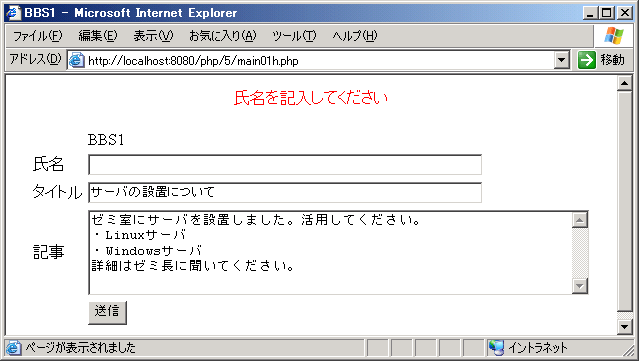 BBS1 - Microsoft Internet Explorer
ファイル(F) 編集(E) 表示(V) お気に入り(A) ツール(T) ヘルプ(H)
アドレス(D) http://localhost:8080/php/5/main01h.php 移動
氏名を記入してください
BBS1
氏名
タイトル サーバの設置について
ゼミ室にサーバを設置しました。活用してください。
・Linuxサーバ
・Windowsサーバ
詳細はゼミ長に聞いてください。
記事
送信
ページが表示されました イントラネット